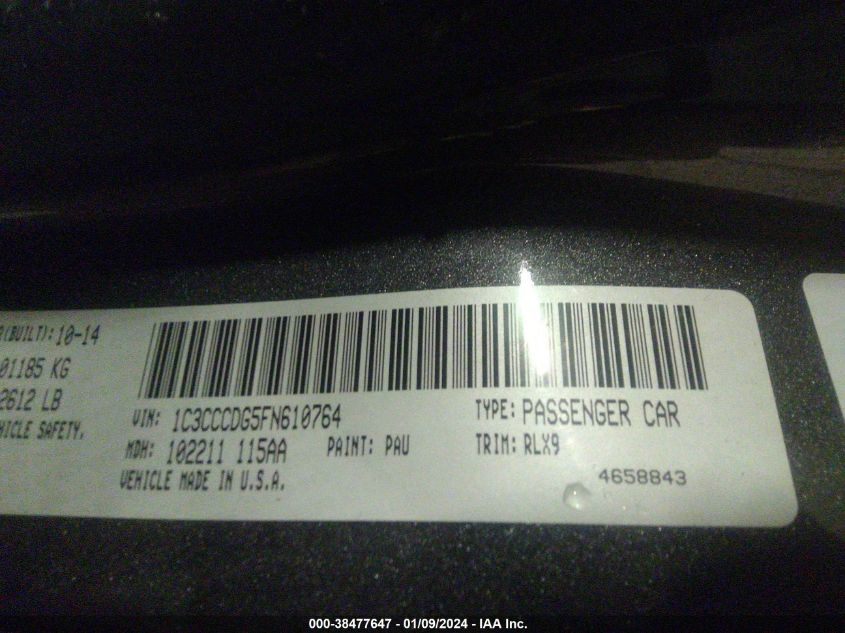 R(BUILT): 10-14
01185 KG
2612 LB
HICLE SAFETY.
VIN: 1C3CCCDG5FN610764
TYPE: PASSENGER CAR
MDH: 102211 115AA
PAINT: PAU
TRIM: RLX9
VEHICLE MADE IN U.S.A.
4658843
000-38477647 - 01/09/2024 - IAA Inc.